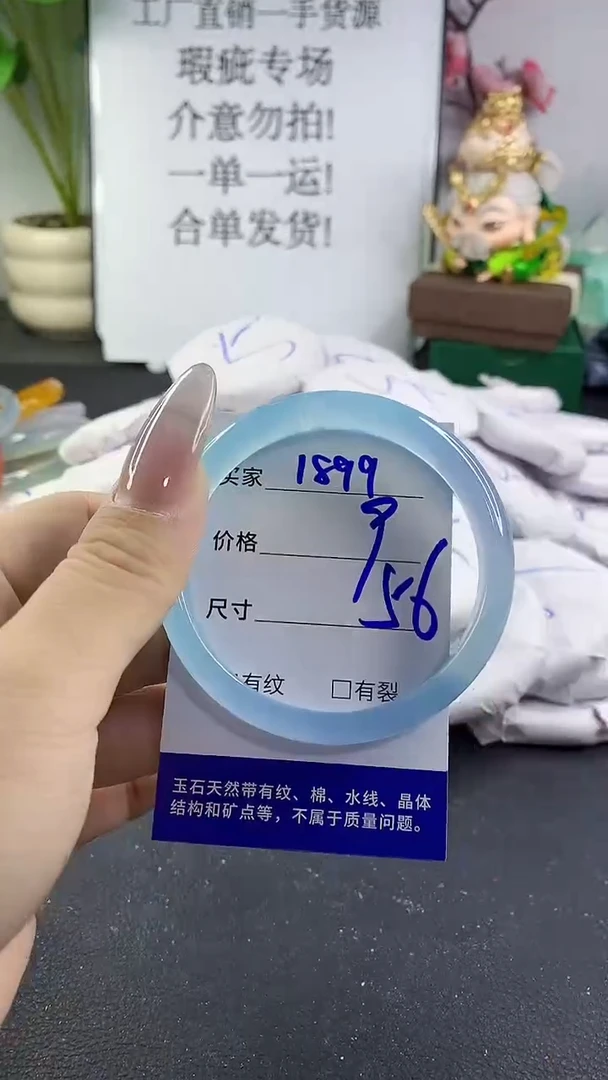 工厂直销一手货源
瑕疵专场
介意勿拍!
一单一运!
合单发货!
买家 1899
价格
尺寸 56
有纹 □有裂
玉石天然带有纹、棉、水线、晶体
结构和矿点等，不属于质量问题。